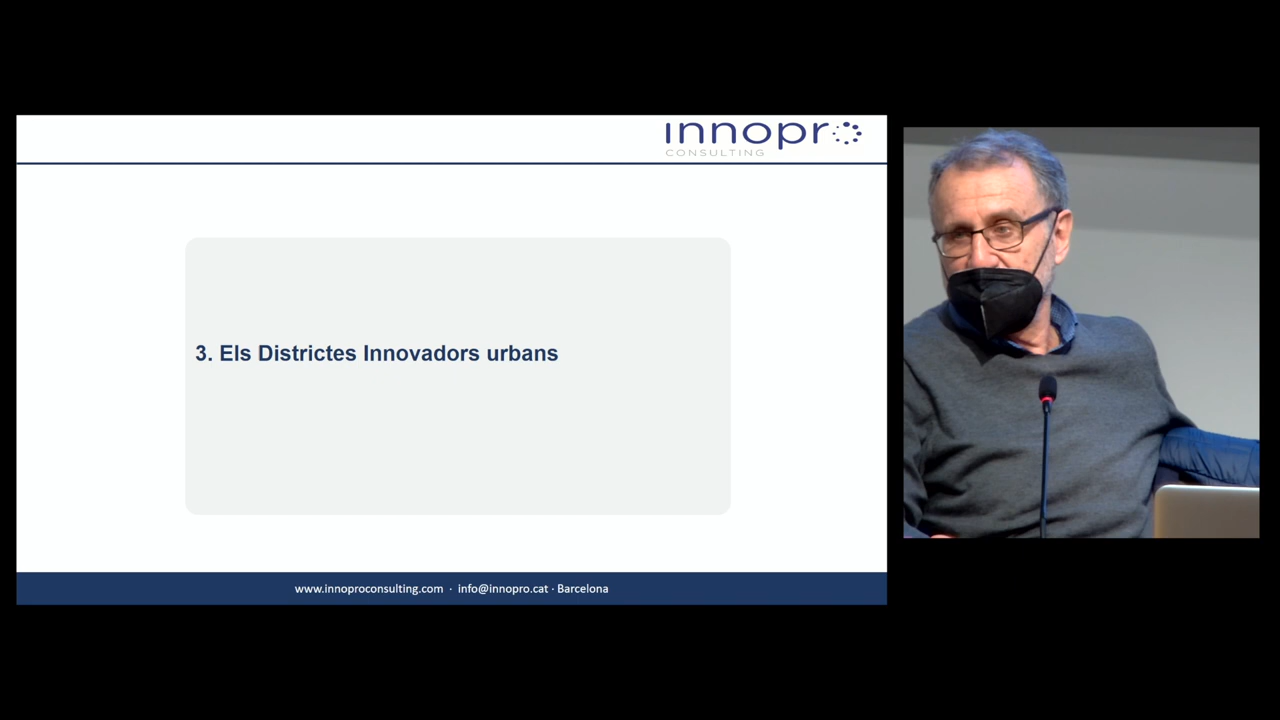 innopro
CONSULTING
3. Els Districtes Innovadors urbans
www.innoproconsulting.com · info@innopro.cat · Barcelona